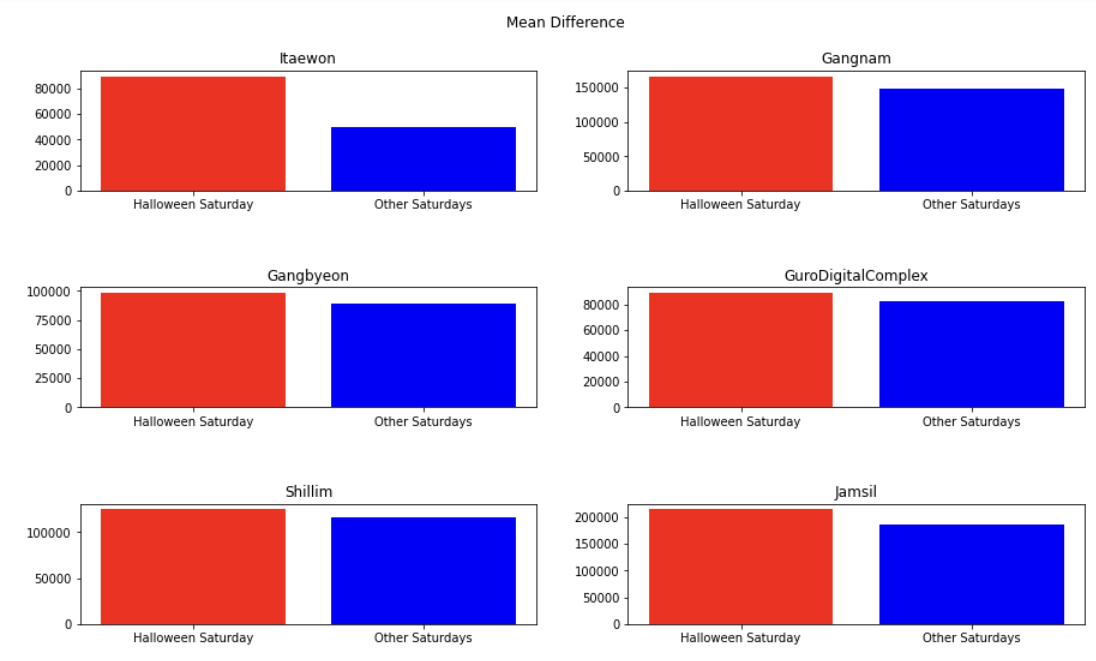 Mean Difference
Itaewon
80000
60000
40000
20000
0
Halloween Saturday
Other Saturdays
Gangnam
150000
100000
50000
0
Halloween Saturday
Other Saturdays
Gangbyeon
100000
75000
50000
25000
0
Halloween Saturday
Other Saturdays
GuroDigitalComplex
80000
60000
40000
20000
0
Halloween Saturday
Other Saturdays
Shillim
100000
50000
0
Halloween Saturday
Other Saturdays
Jamsil
200000
150000
100000
50000
0
Halloween Saturday
Other Saturdays